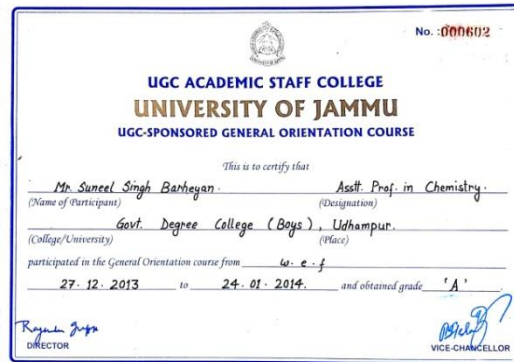 No. :000602
UGC ACADEMIC STAFF COLLEGE
UNIVERSITY OF JAMMU
UGC-SPONSORED GENERAL ORIENTATION COURSE
This is to certify that
Mr. Suneel Singh Barheyan. Asstt. Prof. in Chemistry.
(Name of Participant) (Designation)
Govt. Degree College (Boys), Udhampur.
(College/University) (Place)
participated in the General Orientation course from w.e.f
27.12.2013 to 24.01.2014. and obtained grade 'A'
DIRECTOR
VICE-CHANCELLOR